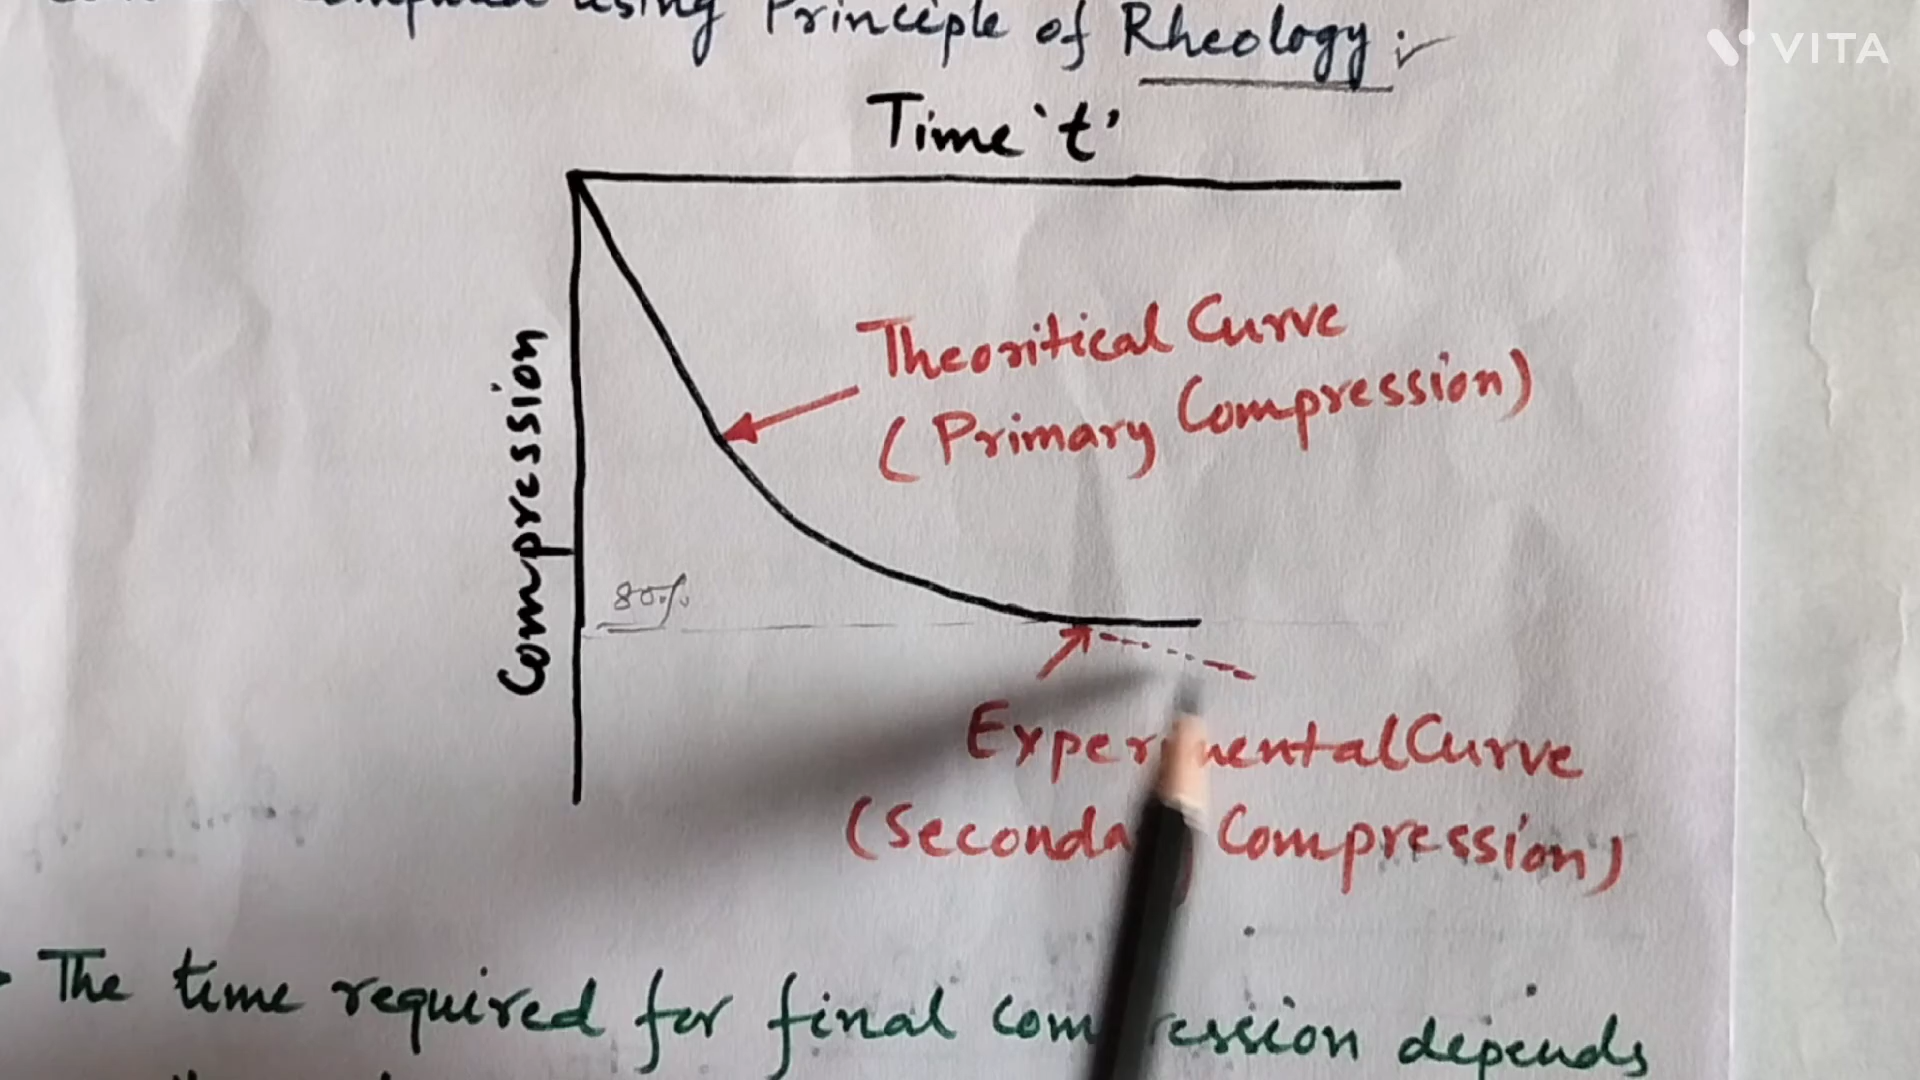 using Principle of Rheology :
VITA
Time 't'
Theoritical Curve
(Primary Compression)
Compression
80%
Experimental Curve
(Secondary Compression)
The time required for final compression depends